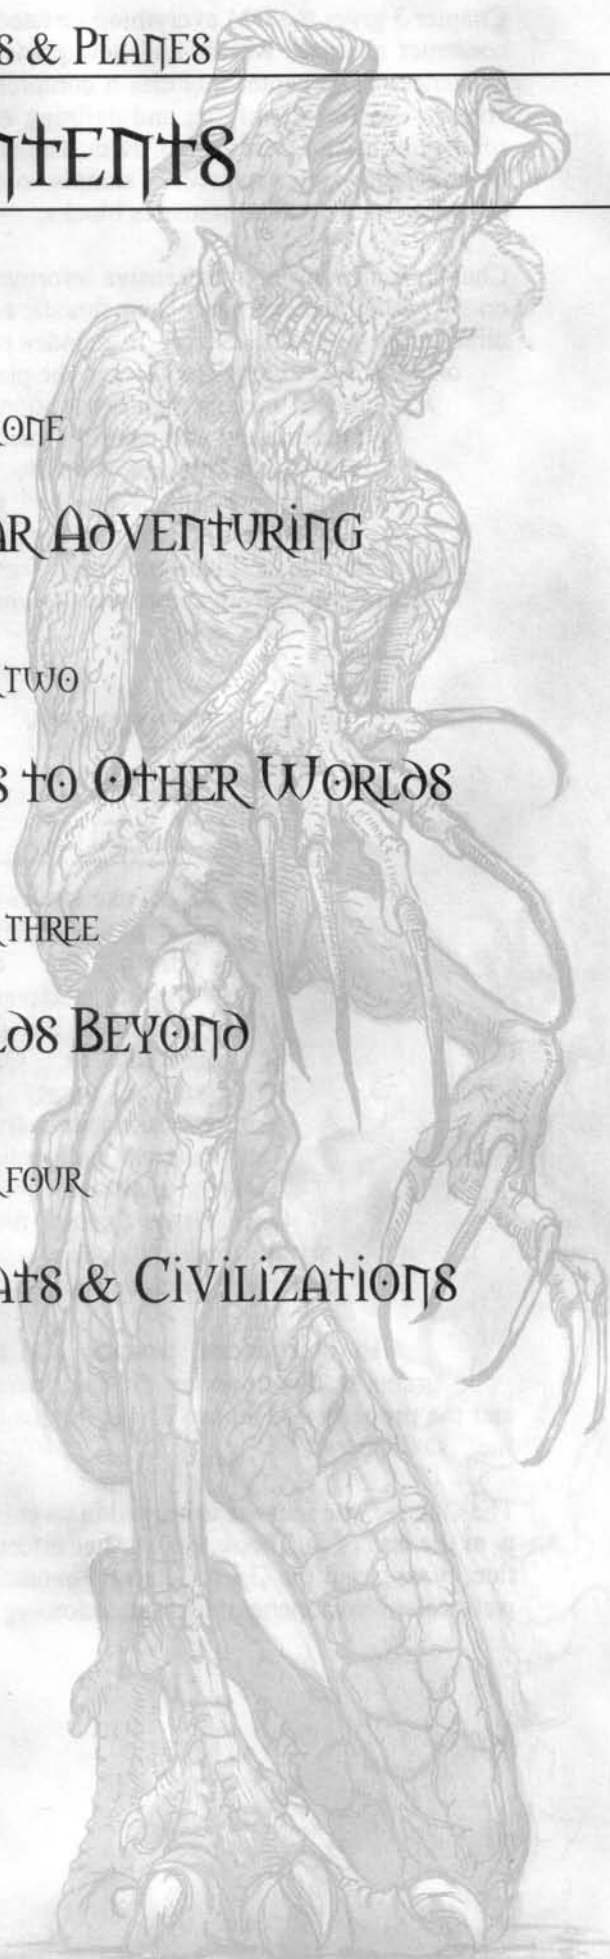 S & PLANES
NTENTS
ONE
AR ADVENTURING
TWO
S TO OTHER WORLDS
THREE
LDS BEYOND
FOUR
ATS & CIVILIZATIONS